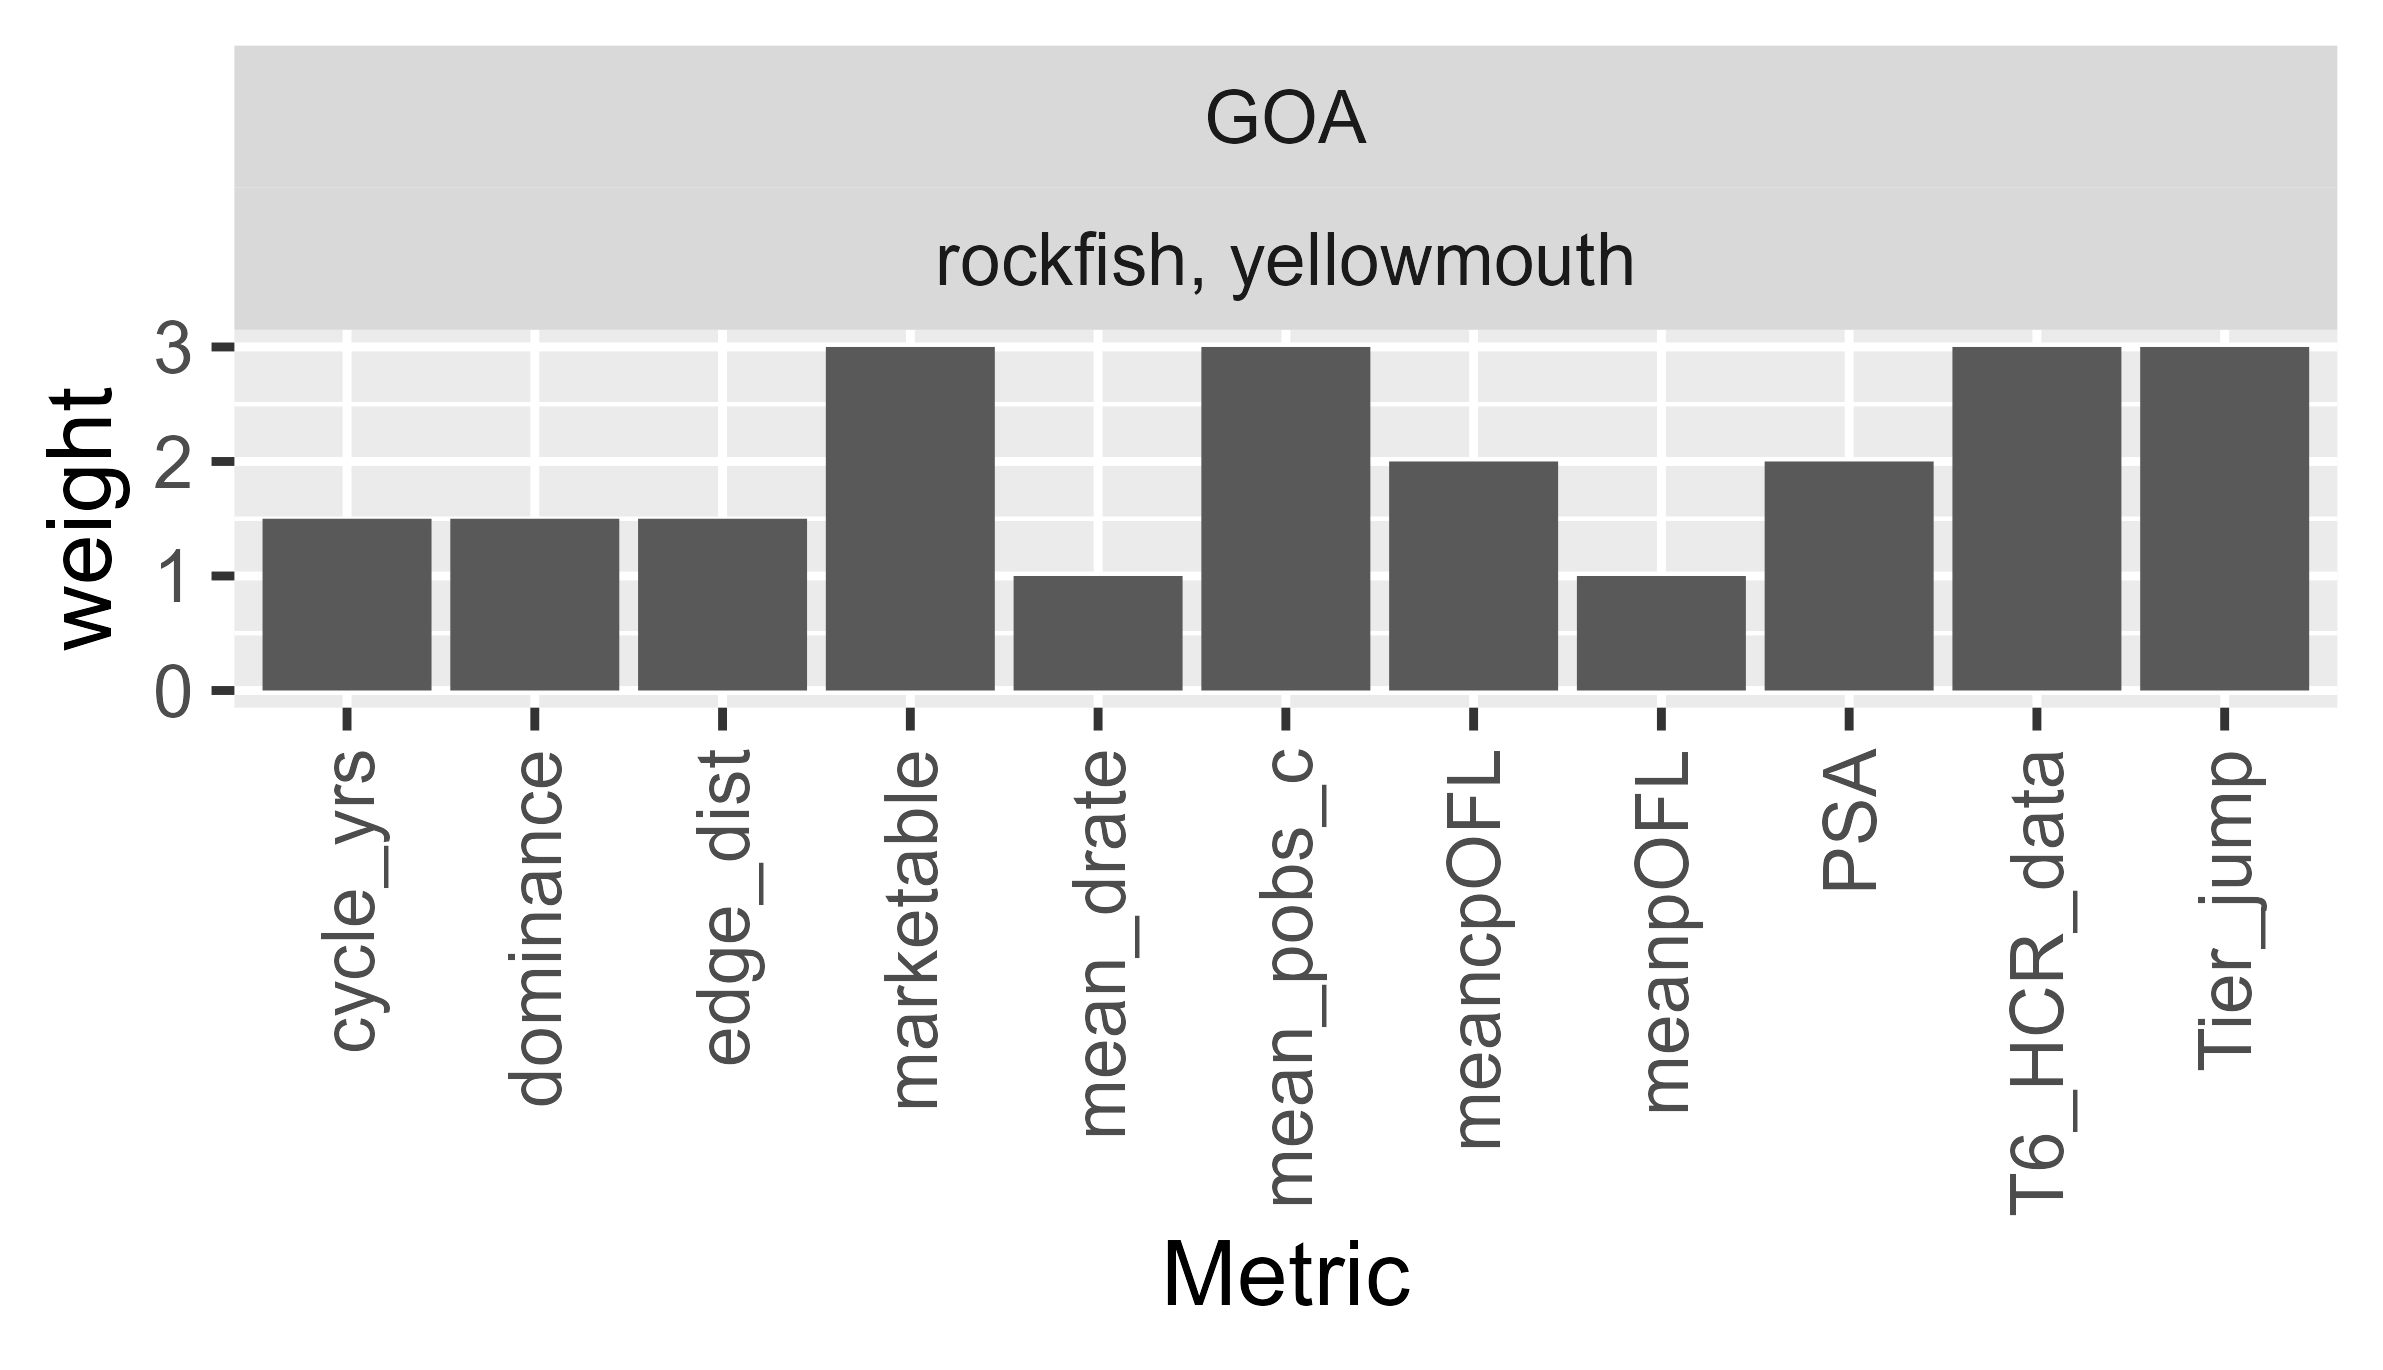 GOA
rockfish, yellowmouth
3
2
1
0
weight
cycle_yrs
dominance
edge_dist
marketable
mean_drate
mean_pobs_c
meancpOFL
meanpOFL
PSA
T6_HCR_data
Tier_jump
Metric